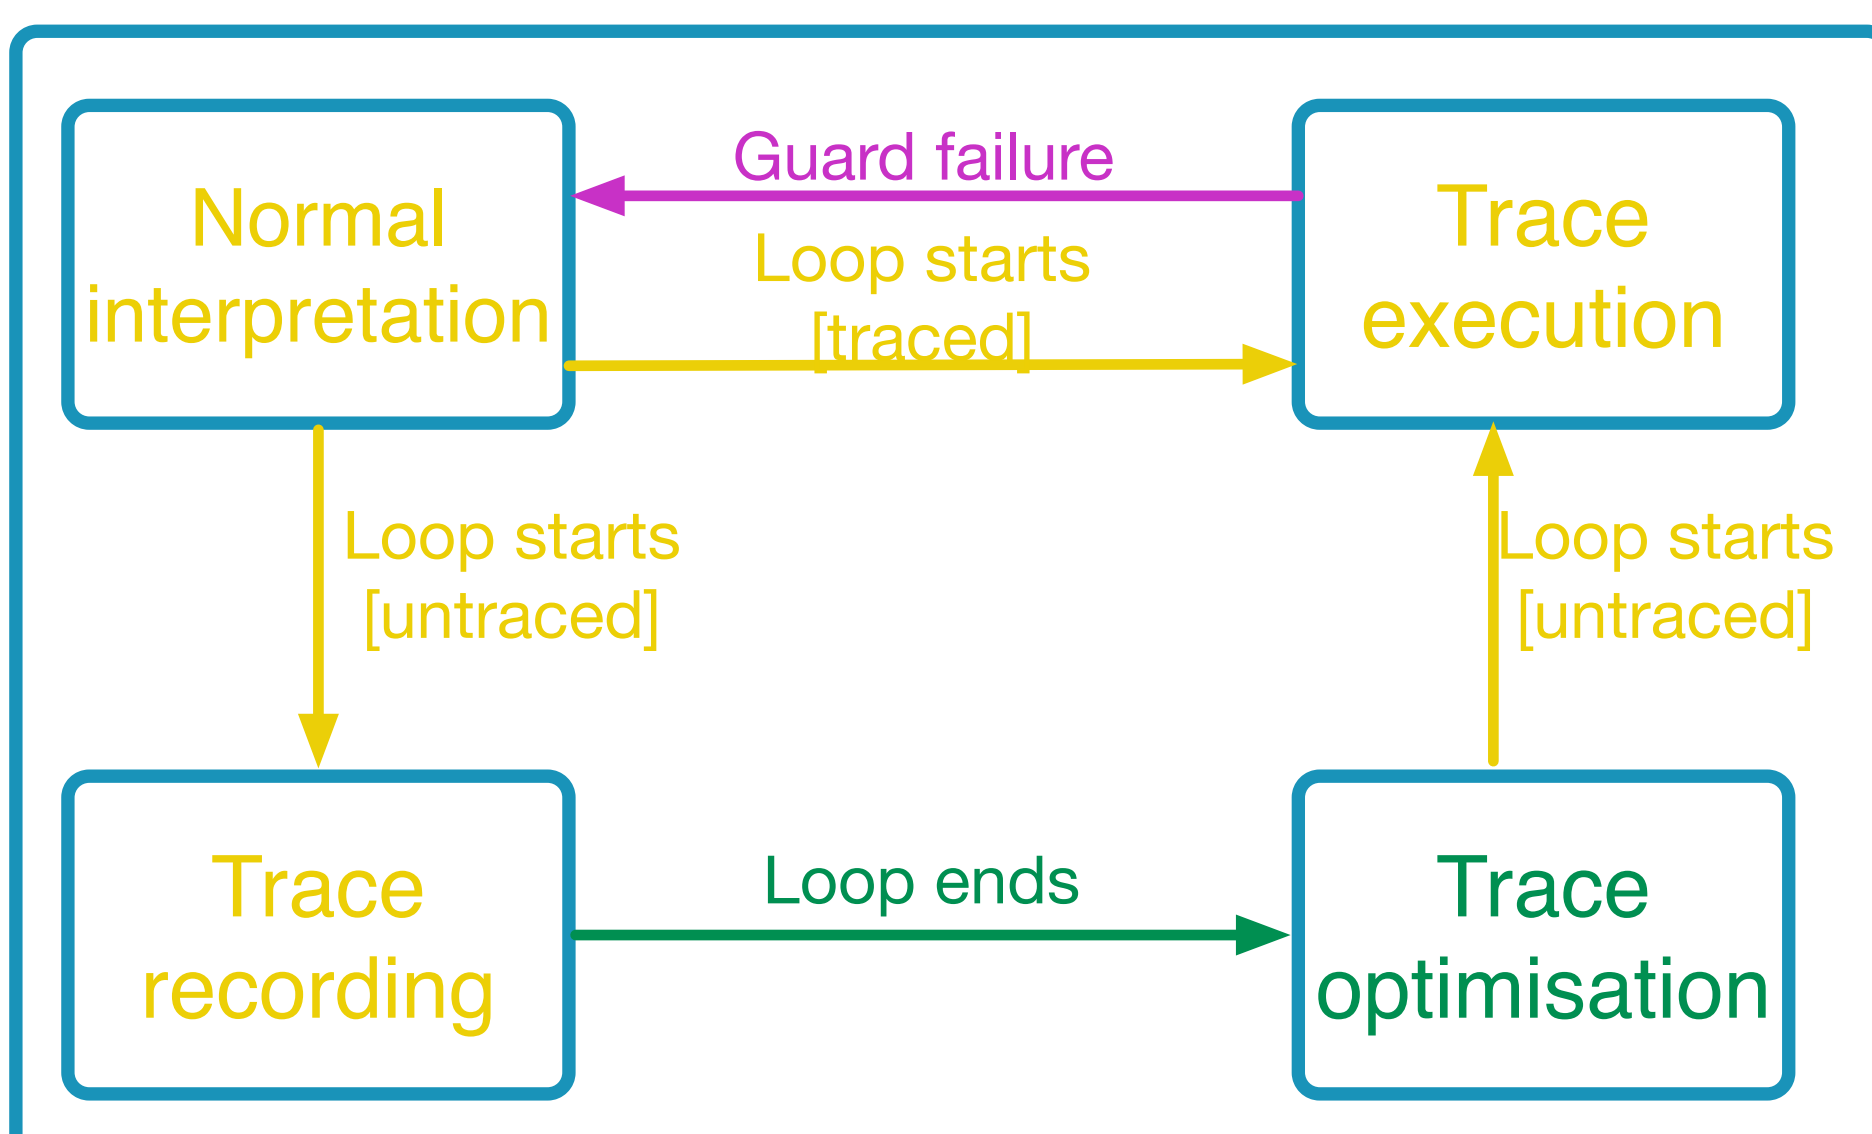 Normal
interpretation
Guard failure
Loop starts
[traced]
Trace
execution
Loop starts
[untraced]
Loop starts
[untraced]
Trace
recording
Loop ends
Trace
optimisation